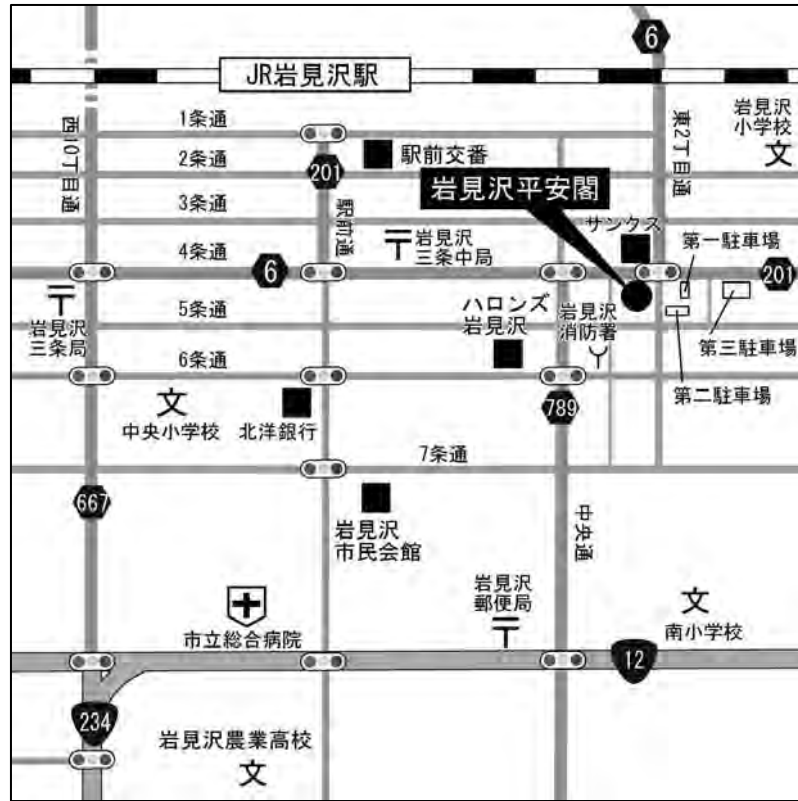 6
JR岩見沢駅
西10丁目通
1条通
2条通
3条通
4条通
5条通
6条通
7条通
201
駅前通
駅前交番
東2丁目通
岩見沢
小学校
文
岩見沢平安閣
サンクス
第一駐車場
201
〒
岩見沢
三条中局
6
〒
岩見沢
三条局
ハロンズ
岩見沢
岩見沢
消防署
第三駐車場
第二駐車場
文
中央小学校
北洋銀行
789
667
岩見沢
市民会館
中央通
市立総合病院
岩見沢
郵便局
〒
文
南小学校
12
234
岩見沢農業高校
文